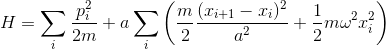 H = \sum_i \frac{p_i^2}{2m} + a \sum_i \left( \frac{m}{2} \frac{(x_{i+1} - x_i)^2}{a^2} + \frac{1}{2} m \omega^2 x_i^2 \right)